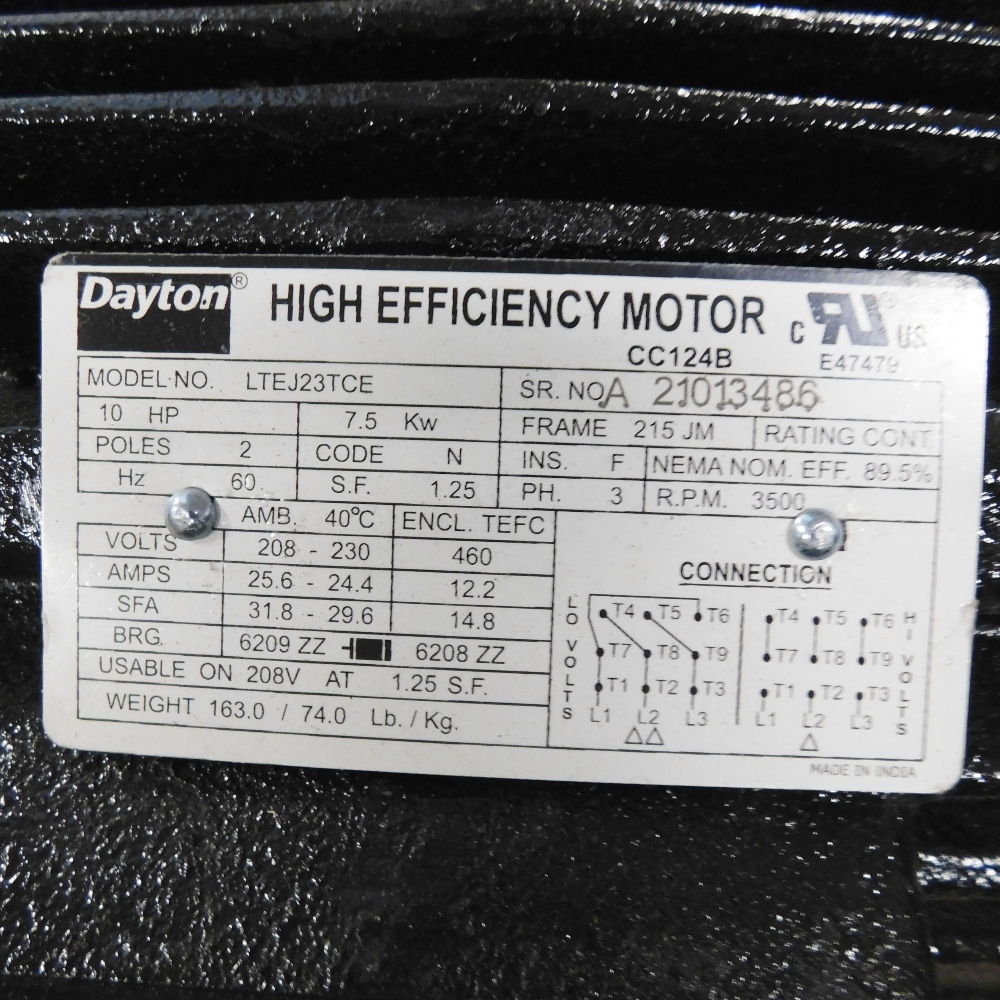 Dayton®
HIGH EFFICIENCY MOTOR
C RU ® US
CC124B
E47479
MODEL NO. LTEJ23TCE
SR. NO. A 21013486
10 HP 7.5 Kw
FRAME 215 JM RATING CONT.
POLES 2 CODE N
INS. F NEMA NOM. EFF. 89.5%
Hz 60 S.F. 1.25
PH. 3 R.P.M. 3500
AMB. 40°C ENCL. TEFC
VOLTS 208 - 230 460
AMPS 25.6 - 24.4 12.2
SFA 31.8 - 29.6 14.8
BRG. 6209 ZZ 6208 ZZ
USABLE ON 208V AT 1.25 S.F.
WEIGHT 163.0 / 74.0 Lb. / Kg.
CONNECTION
LO VOLTS
T4 T5 T6
T7 T8 T9
T1 T2 T3
L1 L2 L3
△△
T4 T5 T6
T7 T8 T9
T1 T2 T3
L1 L2 L3
△
HI VOLTS
MADE IN INDIA